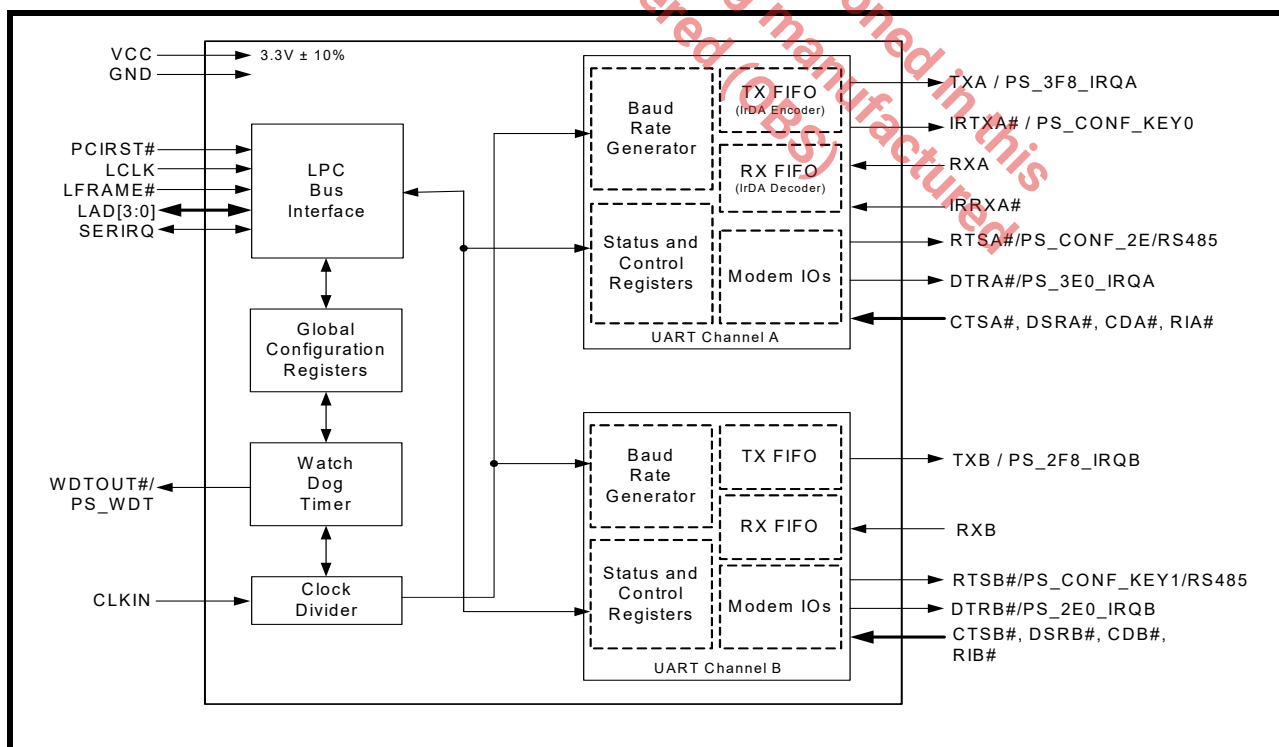 VCC
GND
3.3V ± 10%
PCIRST#
LCLK
LFRAME#
LAD[3:0]
SERIRQ
LPC
Bus
Interface
Global
Configuration
Registers
Watch
Dog
Timer
WDTOUT#/
PS_WDT
CLKIN
Clock
Divider
Baud
Rate
Generator
TX FIFO
(IrDA Encoder)
RX FIFO
(IrDA Decoder)
Status and
Control
Registers
Modem IOs
UART Channel A
TXA / PS_3F8_IRQA
IRTXA# / PS_CONF_KEY0
RXA
IRRXA#
RTSA#/PS_CONF_2E/RS485
DTRA#/PS_3E0_IRQA
CTSA#, DSRA#, CDA#, RIA#
Baud
Rate
Generator
TX FIFO
RX FIFO
Status and
Control
Registers
Modem IOs
UART Channel B
TXB / PS_2F8_IRQB
RXB
RTSB#/PS_CONF_KEY1/RS485
DTRB#/PS_2E0_IRQB
CTSB#, DSRB#, CDB#,
RIB#
in this
manufactured
(OBS)